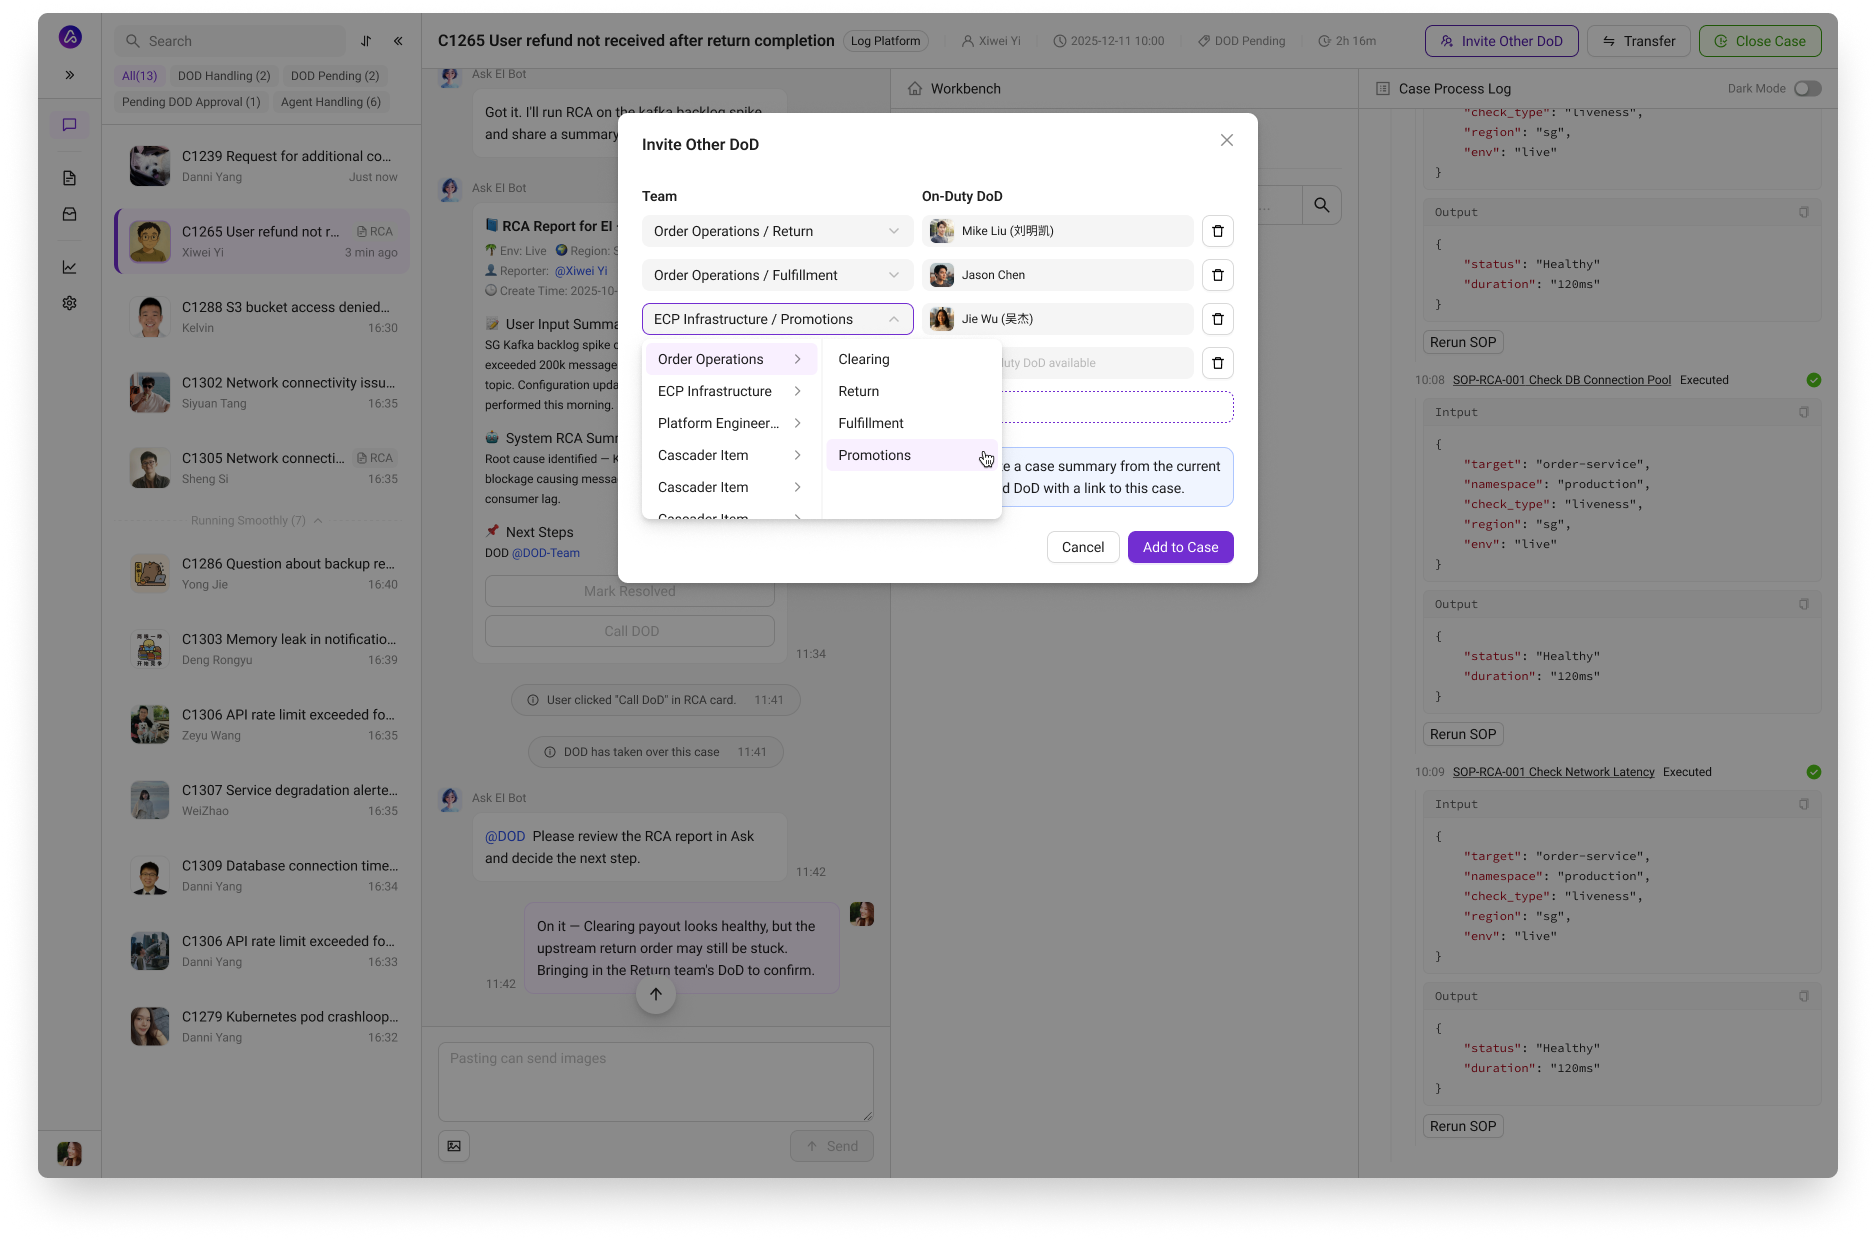 Search
All(13)
DOD Handling (2)
DOD Pending (2)
Pending DOD Approval (1)
Agent Handling (6)
C1239 Request for additional co...
Danni Yang
Just now
C1265 User refund not r...
RCA
Xiwei Yi
3 min ago
C1288 S3 bucket access denied...
Kelvin
16:30
C1302 Network connectivity issu...
Siyuan Tang
16:35
C1305 Network connecti...
RCA
Sheng Si
16:35
Running Smoothly (7)
C1286 Question about backup re...
Yong Jie
16:40
C1303 Memory leak in notificatio...
Deng Rongyu
16:39
C1306 API rate limit exceeded fo...
Zeyu Wang
16:35
C1307 Service degradation alerte...
WeiZhao
16:35
C1309 Database connection time...
Danni Yang
16:34
C1306 API rate limit exceeded fo...
Danni Yang
16:33
C1279 Kubernetes pod crashloop...
Danni Yang
16:32
C1265 User refund not received after return completion
Log Platform
Xiwei Yi
2025-12-11 10:00
DOD Pending
2h 16m
Invite Other DoD
Transfer
Close Case
Ask EI Bot
Got it. I'll run RCA on the kafka backlog spike
and share a summary
Ask EI Bot
RCA Report for EI
Env: Live
Region: S
Reporter: @Xiwei Yi
Create Time: 2025-10-
User Input Summa
SG Kafka backlog spike
exceeded 200k message
topic. Configuration upda
performed this morning.
System RCA Sum
Root cause identified —
blockage causing messa
consumer lag.
Next Steps
DOD @DOD-Team
Mark Resolved
Call DOD
11:34
User clicked "Call DoD" in RCA card.
11:41
DOD has taken over this case
11:41
Ask EI Bot
@DOD Please review the RCA report in Ask
and decide the next step.
11:42
On it — Clearing payout looks healthy, but the
upstream return order may still be stuck.
Bringing in the Return team's DoD to confirm.
11:42
Pasting can send images
Send
Workbench
Invite Other DoD
Team
On-Duty DoD
Order Operations / Return
Mike Liu (刘明凯)
Order Operations / Fulfillment
Jason Chen
ECP Infrastructure / Promotions
Jie Wu (吴杰)
Order Operations
ECP Infrastructure
Platform Engineer...
Cascader Item
Cascader Item
Cascader Item
Clearing
Return
Fulfillment
Promotions
uty DoD available
e a case summary from the current
d DoD with a link to this case.
Cancel
Add to Case
Case Process Log
Dark Mode
"check_type": "liveness",
"region": "sg",
"env": "live"
}
Output
{
"status": "Healthy"
"duration": "120ms"
}
Rerun SOP
10:08
SOP-RCA-001 Check DB Connection Pool
Executed
Intput
{
"target": "order-service",
"namespace": "production",
"check_type": "liveness",
"region": "sg",
"env": "live"
}
Output
{
"status": "Healthy"
"duration": "120ms"
}
Rerun SOP
10:09
SOP-RCA-001 Check Network Latency
Executed
Intput
{
"target": "order-service",
"namespace": "production",
"check_type": "liveness",
"region": "sg",
"env": "live"
}
Output
{
"status": "Healthy"
"duration": "120ms"
}
Rerun SOP